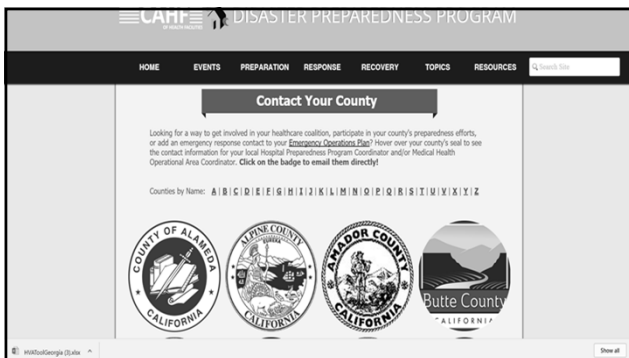 CAHF
OF HEALTH FACILITIES
DISASTER PREPAREDNESS PROGRAM
HOME EVENTS PREPARATION RESPONSE RECOVERY TOPICS RESOURCES Search Site
Contact Your County
Looking for a way to get involved in your healthcare coalition, participate in your county's preparedness efforts,
or add an emergency response contact to your Emergency Operations Plan? Hover over your county's seal to see
the contact information for your local Hospital Preparedness Program Coordinator and/or Medical Health
Operational Area Coordinator. Click on the badge to email them directly!
Counties by Name: A | B | C | D | E | F | G | H | I | J | K | L | M | N | O | P | Q | R | S | T | U | V | X | Y | Z
COUNTY OF ALAMEDA
CALIFORNIA
ALPINE COUNTY
EUREKA
CALIFORNIA
AMADOR COUNTY
CALIFORNIA
Butte County
CALIFORNIA
HVAToolGeorgia (3).xlsx
Show all